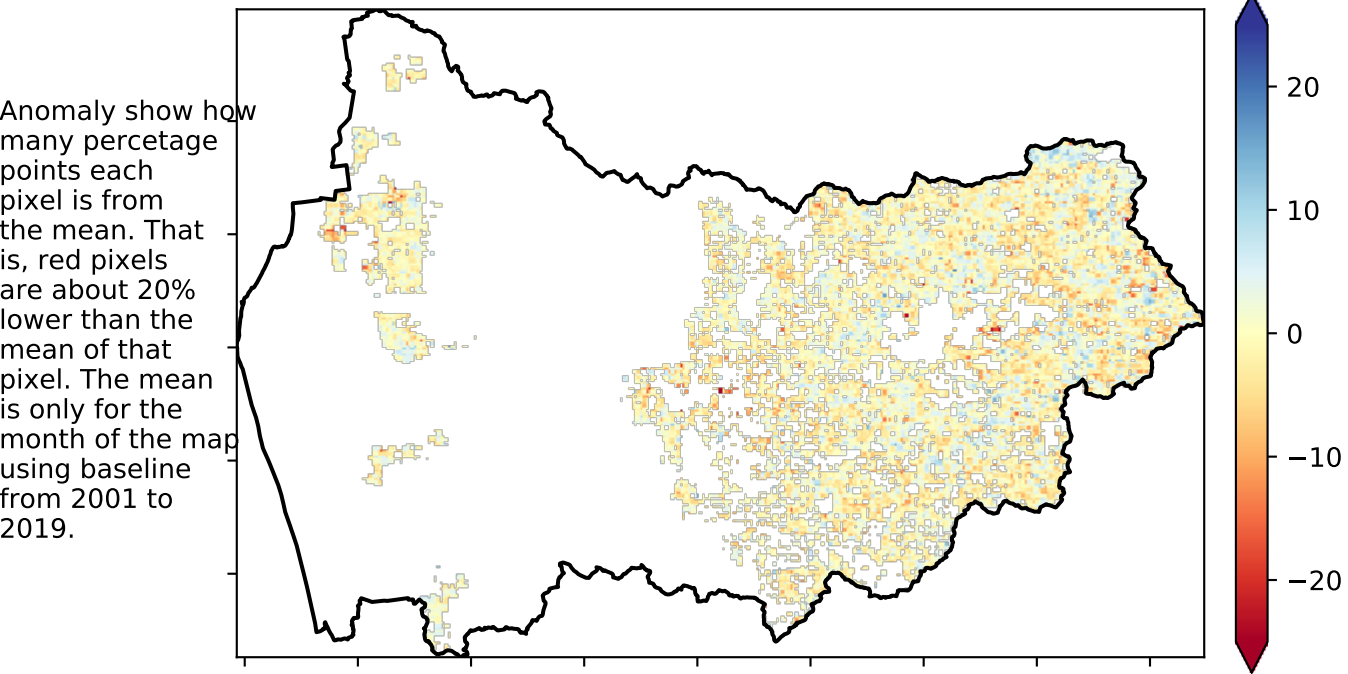 Anomaly show how
many percetage
points each
pixel is from
the mean. That
is, red pixels
are about 20%
lower than the
mean of that
pixel. The mean
is only for the
month of the map
using baseline
from 2001 to
2019.
20
10
0
−10
−20